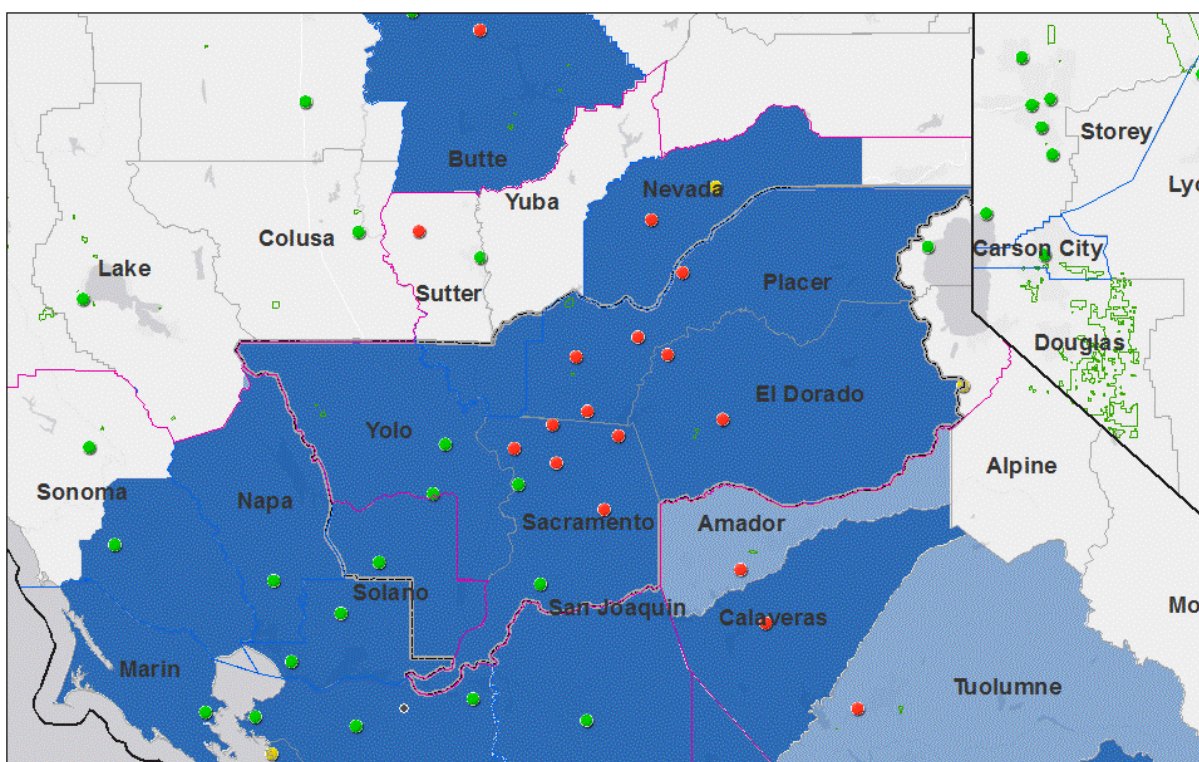 Storey
Butte
Lyo
Nevada
Yuba
Colusa
Carson City
Lake
Placer
Sutter
Douglas
El Dorado
Yolo
Alpine
Sonoma
Napa
Sacramento
Amador
Solano
San Joaquin
Mo
Calaveras
Marin
Tuolumne